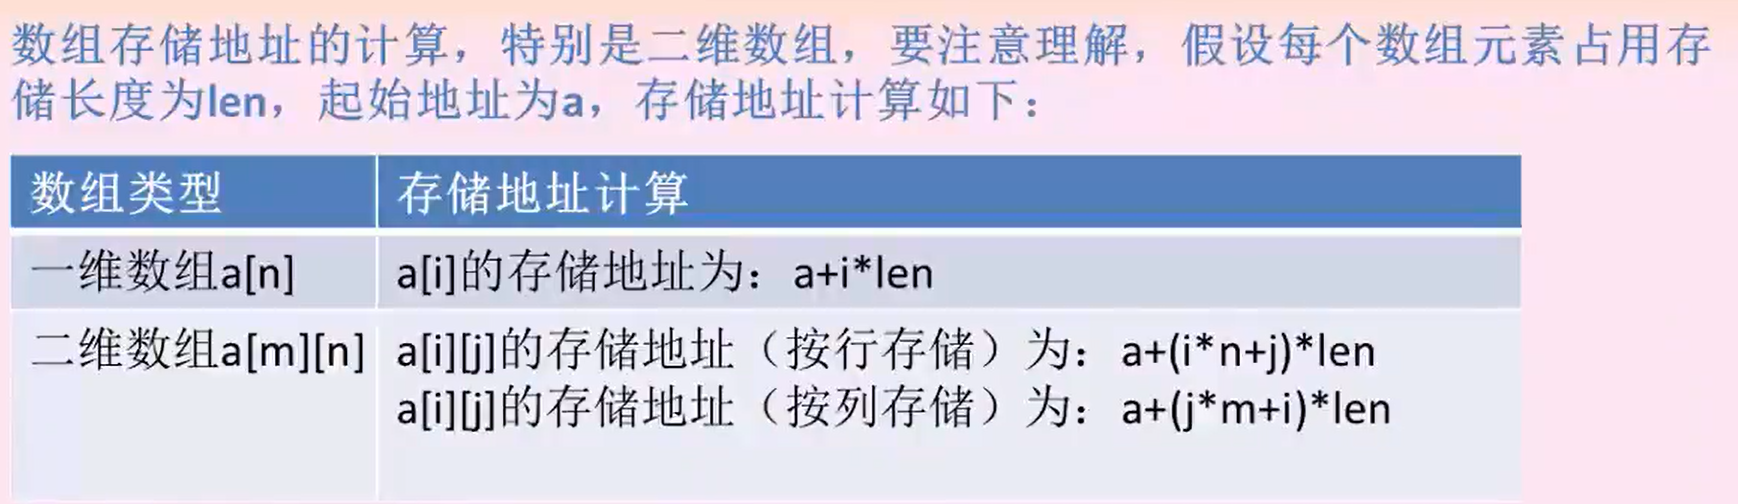 数组存储地址的计算，特别是二维数组，要注意理解，假设每个数组元素占用存
储长度为len，起始地址为a，存储地址计算如下：
数组类型 存储地址计算
一维数组a[n] a[i]的存储地址为：a+i*len
二维数组a[m][n] a[i][j]的存储地址（按行存储）为：a+(i*n+j)*len
a[i][j]的存储地址（按列存储）为：a+(j*m+i)*len